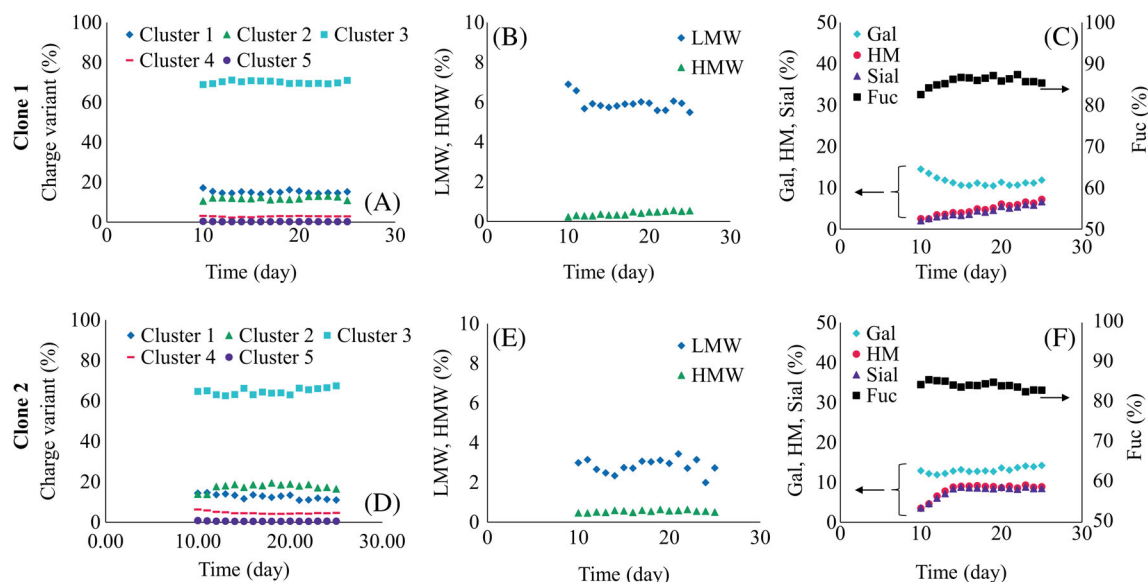 Clone 1
Charge variant (%)
100
80
60
40
20
0
0
10
20
30
Time (day)
Cluster 1
Cluster 2
Cluster 3
Cluster 4
Cluster 5
(A)
LMW, HMW (%)
10
8
6
4
2
0
0
10
20
30
Time (day)
(B)
LMW
HMW
Gal, HM, Sial (%)
50
40
30
20
10
0
0
10
20
30
Time (day)
Gal
HM
Sial
Fuc
(C)
100
90
80
70
60
50
Fuc (%)
Clone 2
Charge variant (%)
100
80
60
40
20
0
0.00
10.00
20.00
30.00
Time (day)
Cluster 1
Cluster 2
Cluster 3
Cluster 4
Cluster 5
(D)
LMW, HMW (%)
10
8
6
4
2
0
0
10
20
30
Time (day)
(E)
LMW
HMW
Gal, HM, Sial (%)
50
40
30
20
10
0
0
10
20
30
Time (day)
Gal
HM
Sial
Fuc
(F)
100
90
80
70
60
50
Fuc (%)